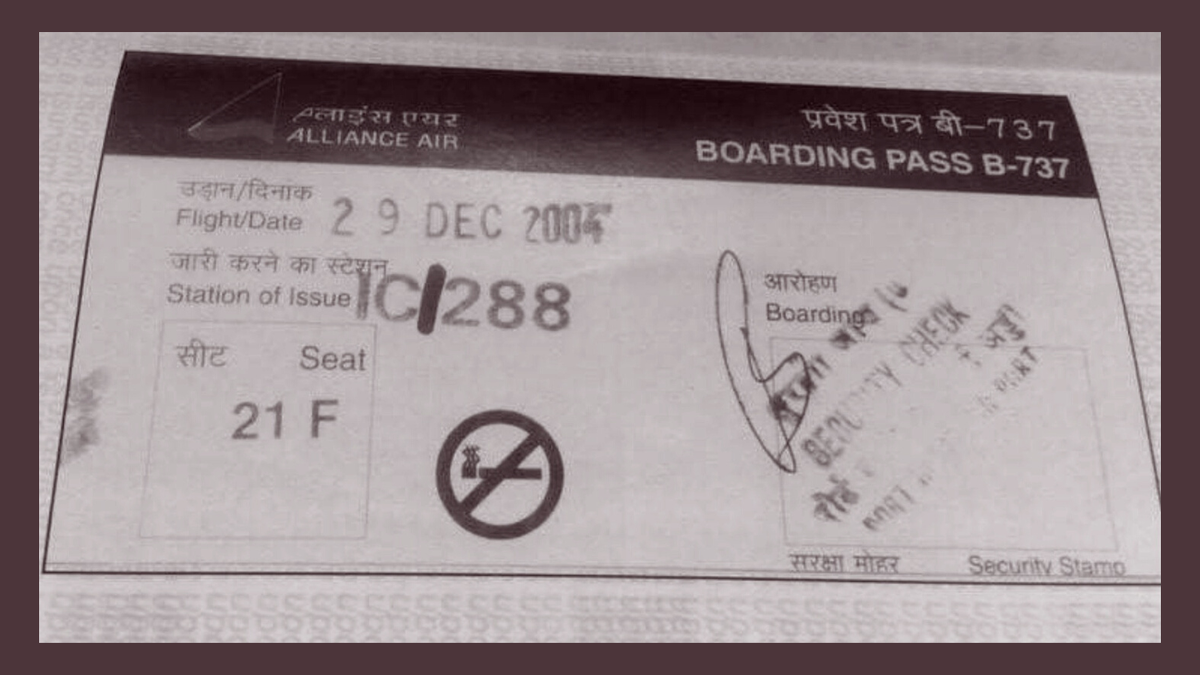 अलाइंस एयर
ALLIANCE AIR
प्रवेश पत्र बी–737
BOARDING PASS B-737
उड़ान/दिनाक
Flight/Date 29 DEC 2004
जारी करने का स्टेशन
Station of Issue IC/288
सीट Seat
21 F
आरोहण
Boarding
SECURITY CHECK
सुरक्षा मोहर Security Stamp